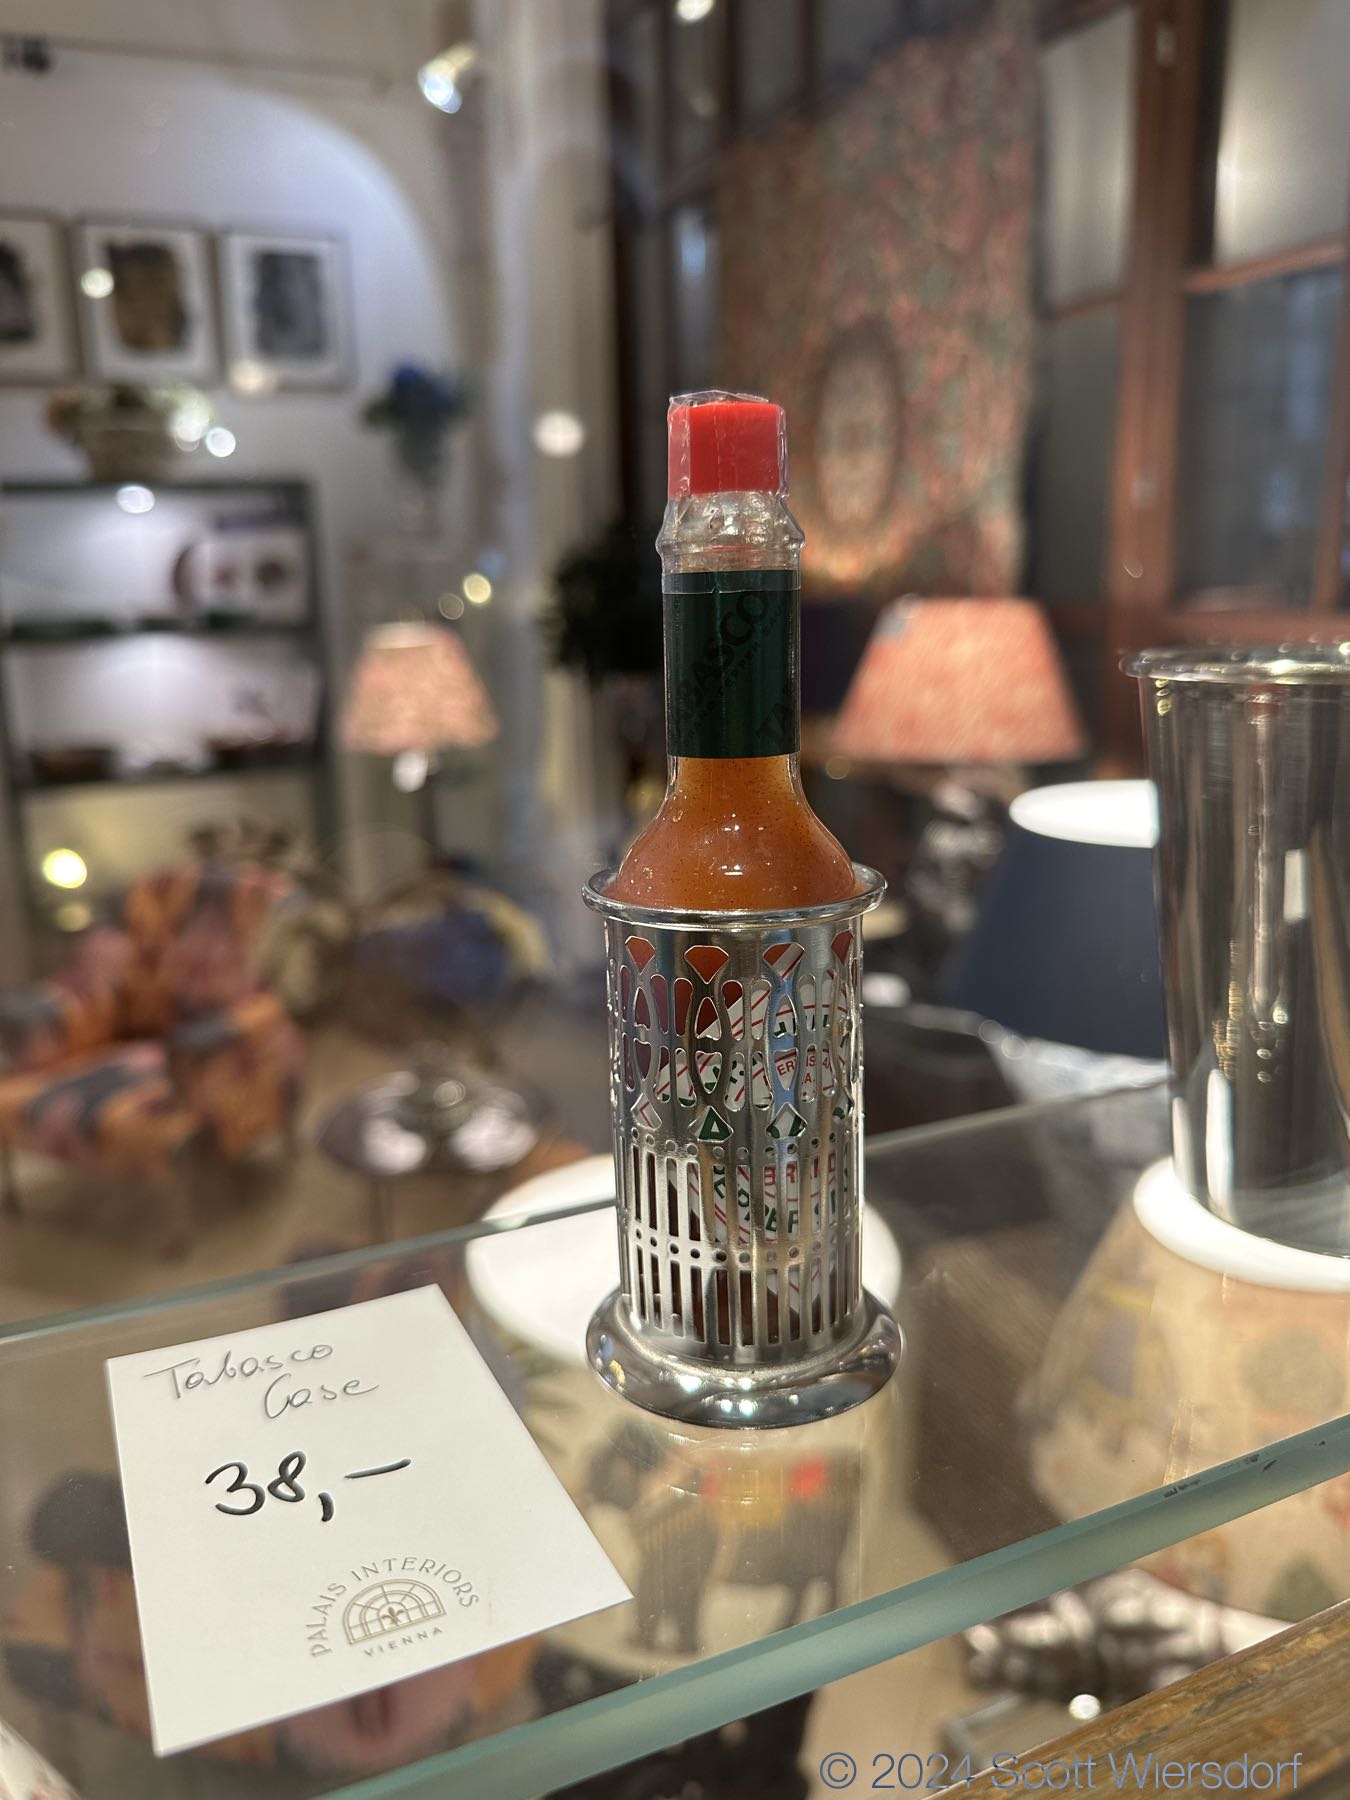 TABASCO
Tabasco
Case
38,-
PALAIS INTERIORS
VIENNA
© 2024 Scott Wiersdorf